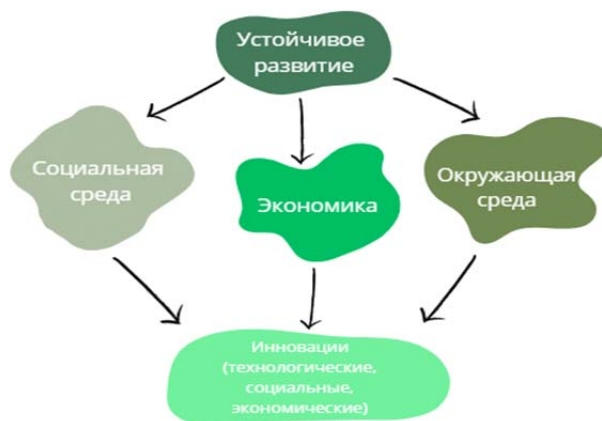 Устойчивое
развитие
Социальная
среда
Экономика
Окружающая
среда
Инновации
(технологические,
социальные,
экономические)